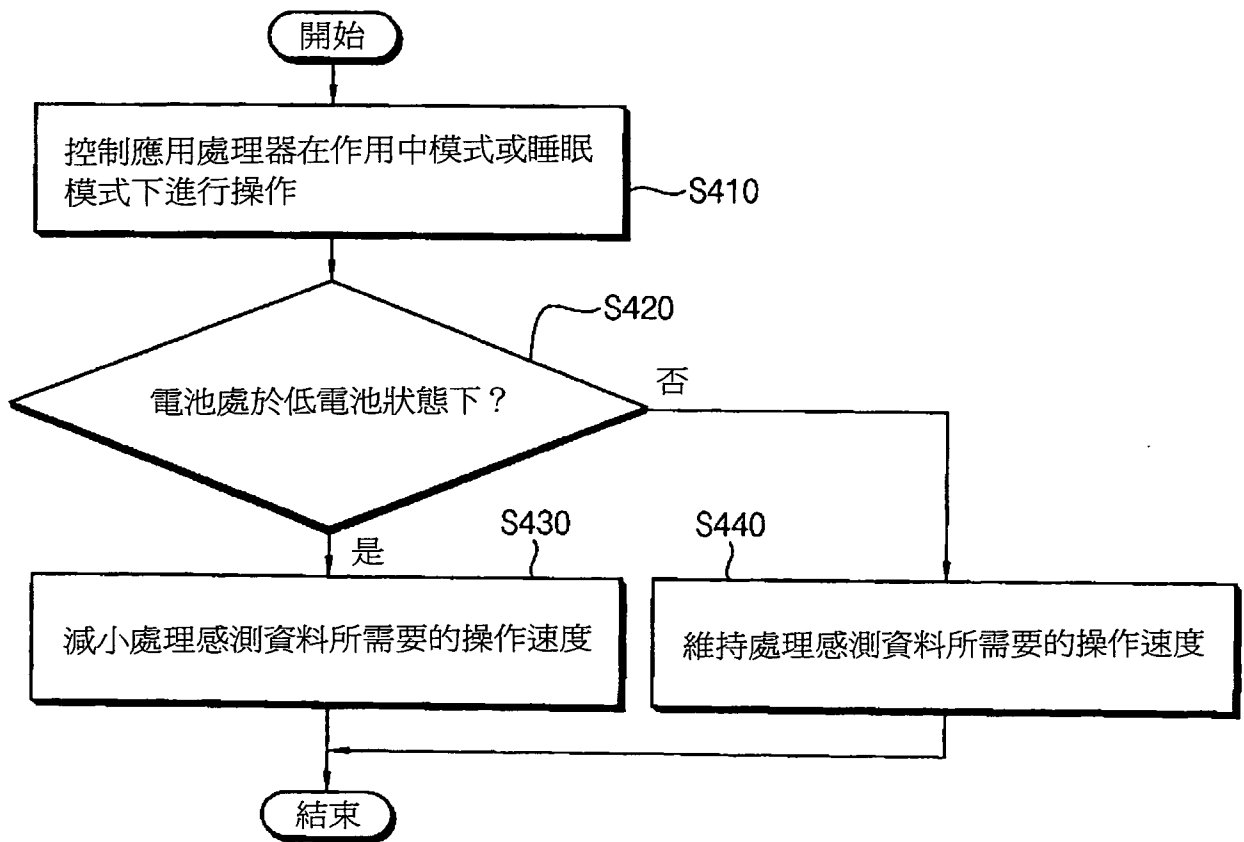 開始
控制應用處理器在作用中模式或睡眠
模式下進行操作
S410
S420
電池處於低電池狀態下？
否
是
S430
減小處理感測資料所需要的操作速度
S440
維持處理感測資料所需要的操作速度
結束